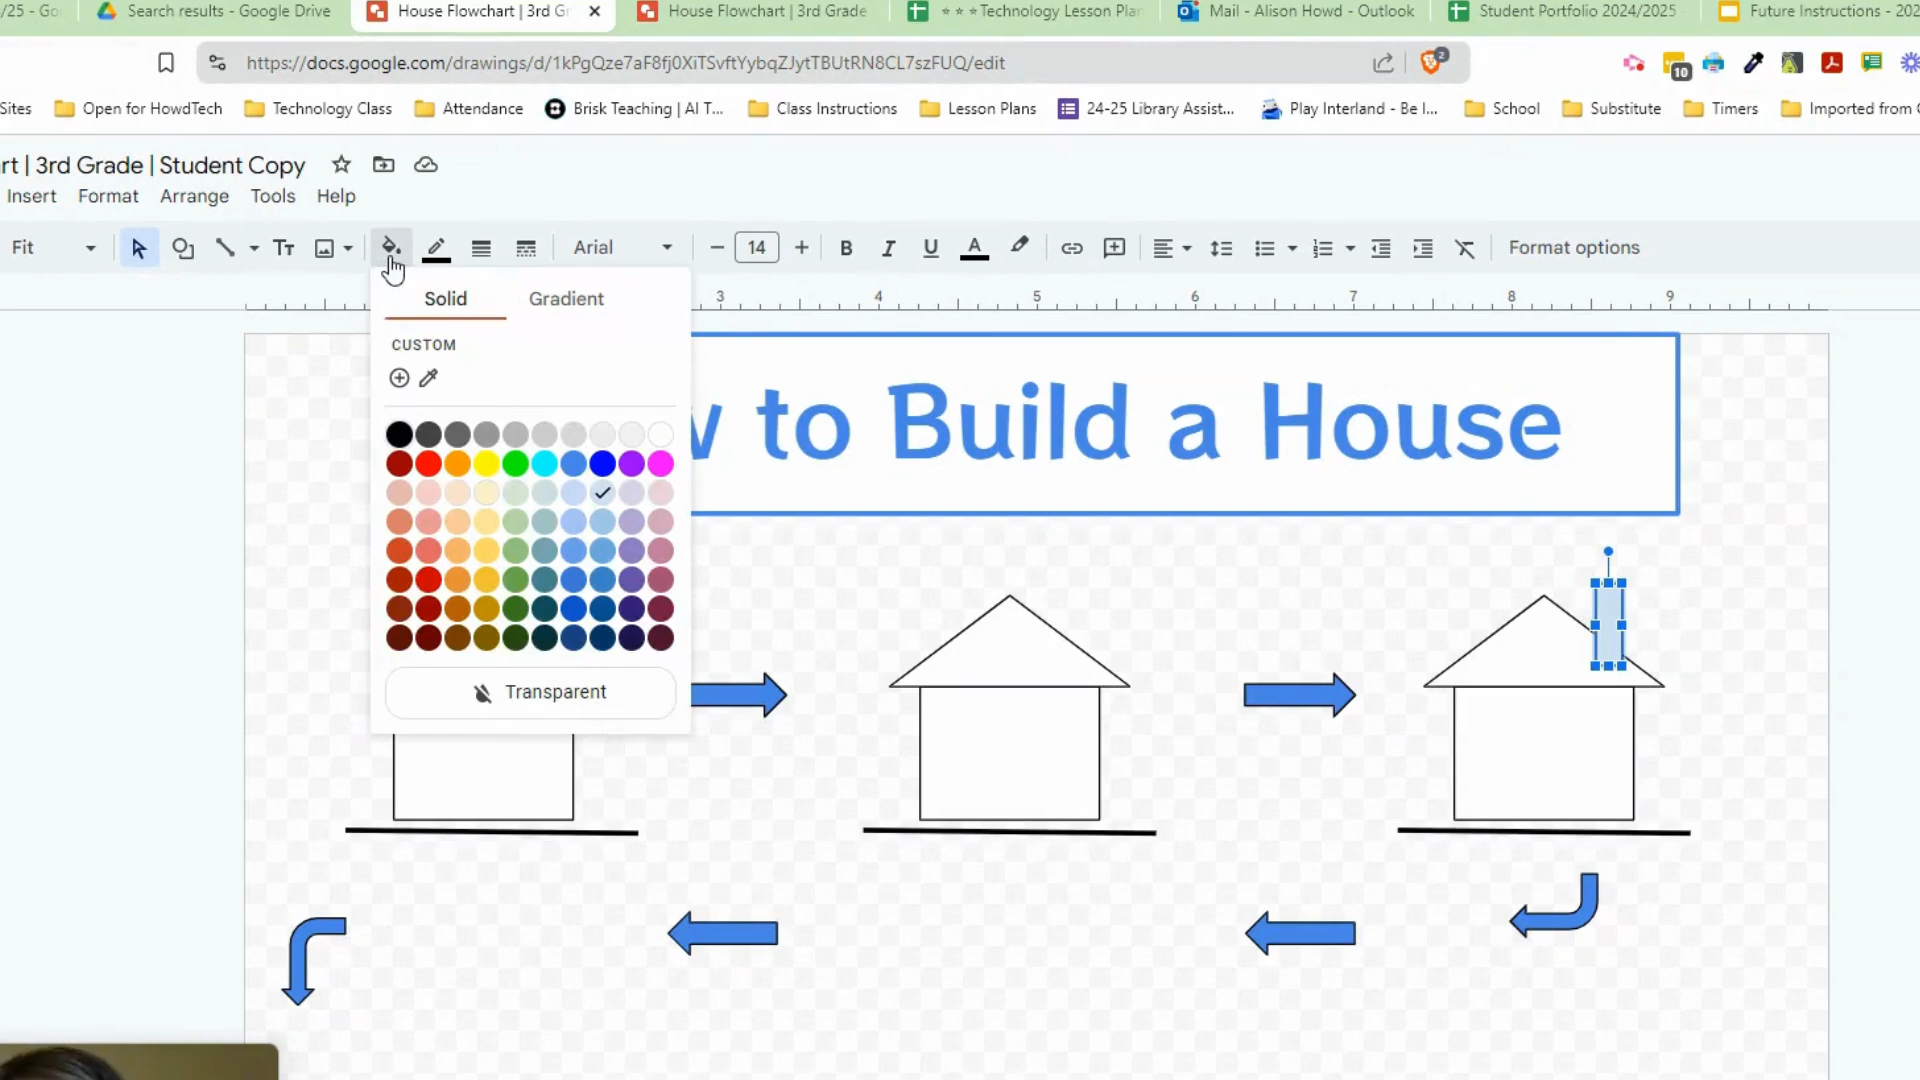 /25 - Go
Search results - Google Drive
House Flowchart | 3rd Gr
House Flowchart | 3rd Grade
* * *Technology Lesson Plan
Mail - Alison Howd - Outlook
Student Portfolio 2024/2025
Future Instructions - 202
https://docs.google.com/drawings/d/1kPgQze7aF8fj0XiTSvftYybqZJytTBUtRN8CL7szFUQ/edit
2
10
Sites
Open for HowdTech
Technology Class
Attendance
Brisk Teaching | AI T...
Class Instructions
Lesson Plans
24-25 Library Assist...
Play Interland - Be I...
School
Substitute
Timers
Imported from
rt | 3rd Grade | Student Copy
Insert Format Arrange Tools Help
Fit
Tт
Arial
14
B I U A
Format options
3 4 5 6 7 8 9
Solid
Gradient
CUSTOM
Transparent
w to Build a House